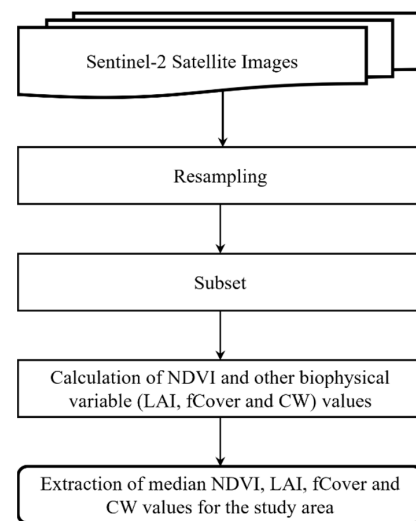 Sentinel-2 Satellite Images
Resampling
Subset
Calculation of NDVI and other biophysical
variable (LAI, fCover and CW) values
Extraction of median NDVI, LAI, fCover and
CW values for the study area